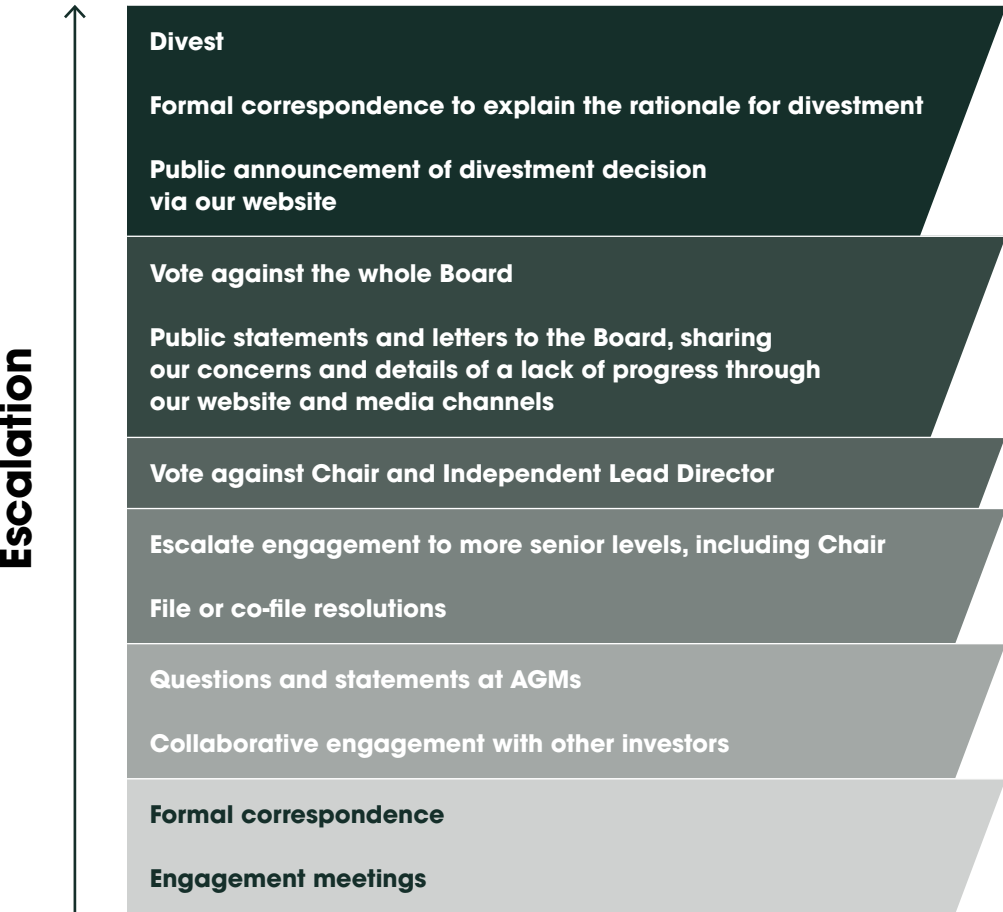 Escalation
Divest
Formal correspondence to explain the rationale for divestment
Public announcement of divestment decision
via our website
Vote against the whole Board
Public statements and letters to the Board, sharing
our concerns and details of a lack of progress through
our website and media channels
Vote against Chair and Independent Lead Director
Escalate engagement to more senior levels, including Chair
File or co-file resolutions
Questions and statements at AGMs
Collaborative engagement with other investors
Formal correspondence
Engagement meetings